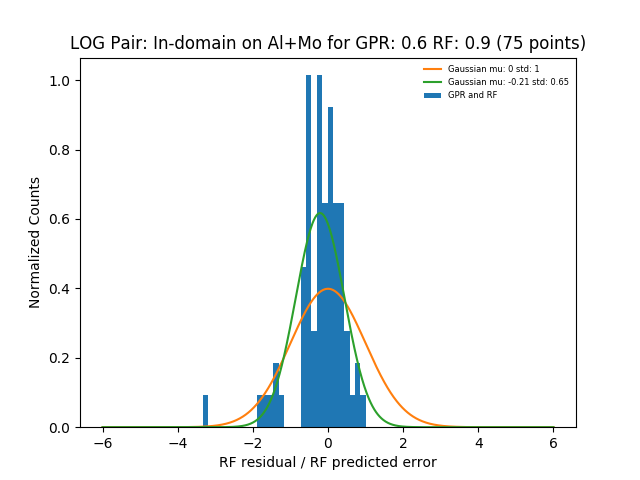 LOG Pair: In-domain on Al+Mo for GPR: 0.6 RF: 0.9 (75 points)
Gaussian mu: 0 std: 1
Gaussian mu: -0.21 std: 0.65
GPR and RF
Normalized Counts
1.0
0.8
0.6
0.4
0.2
0.0
−6 −4 −2 0 2 4 6
RF residual / RF predicted error